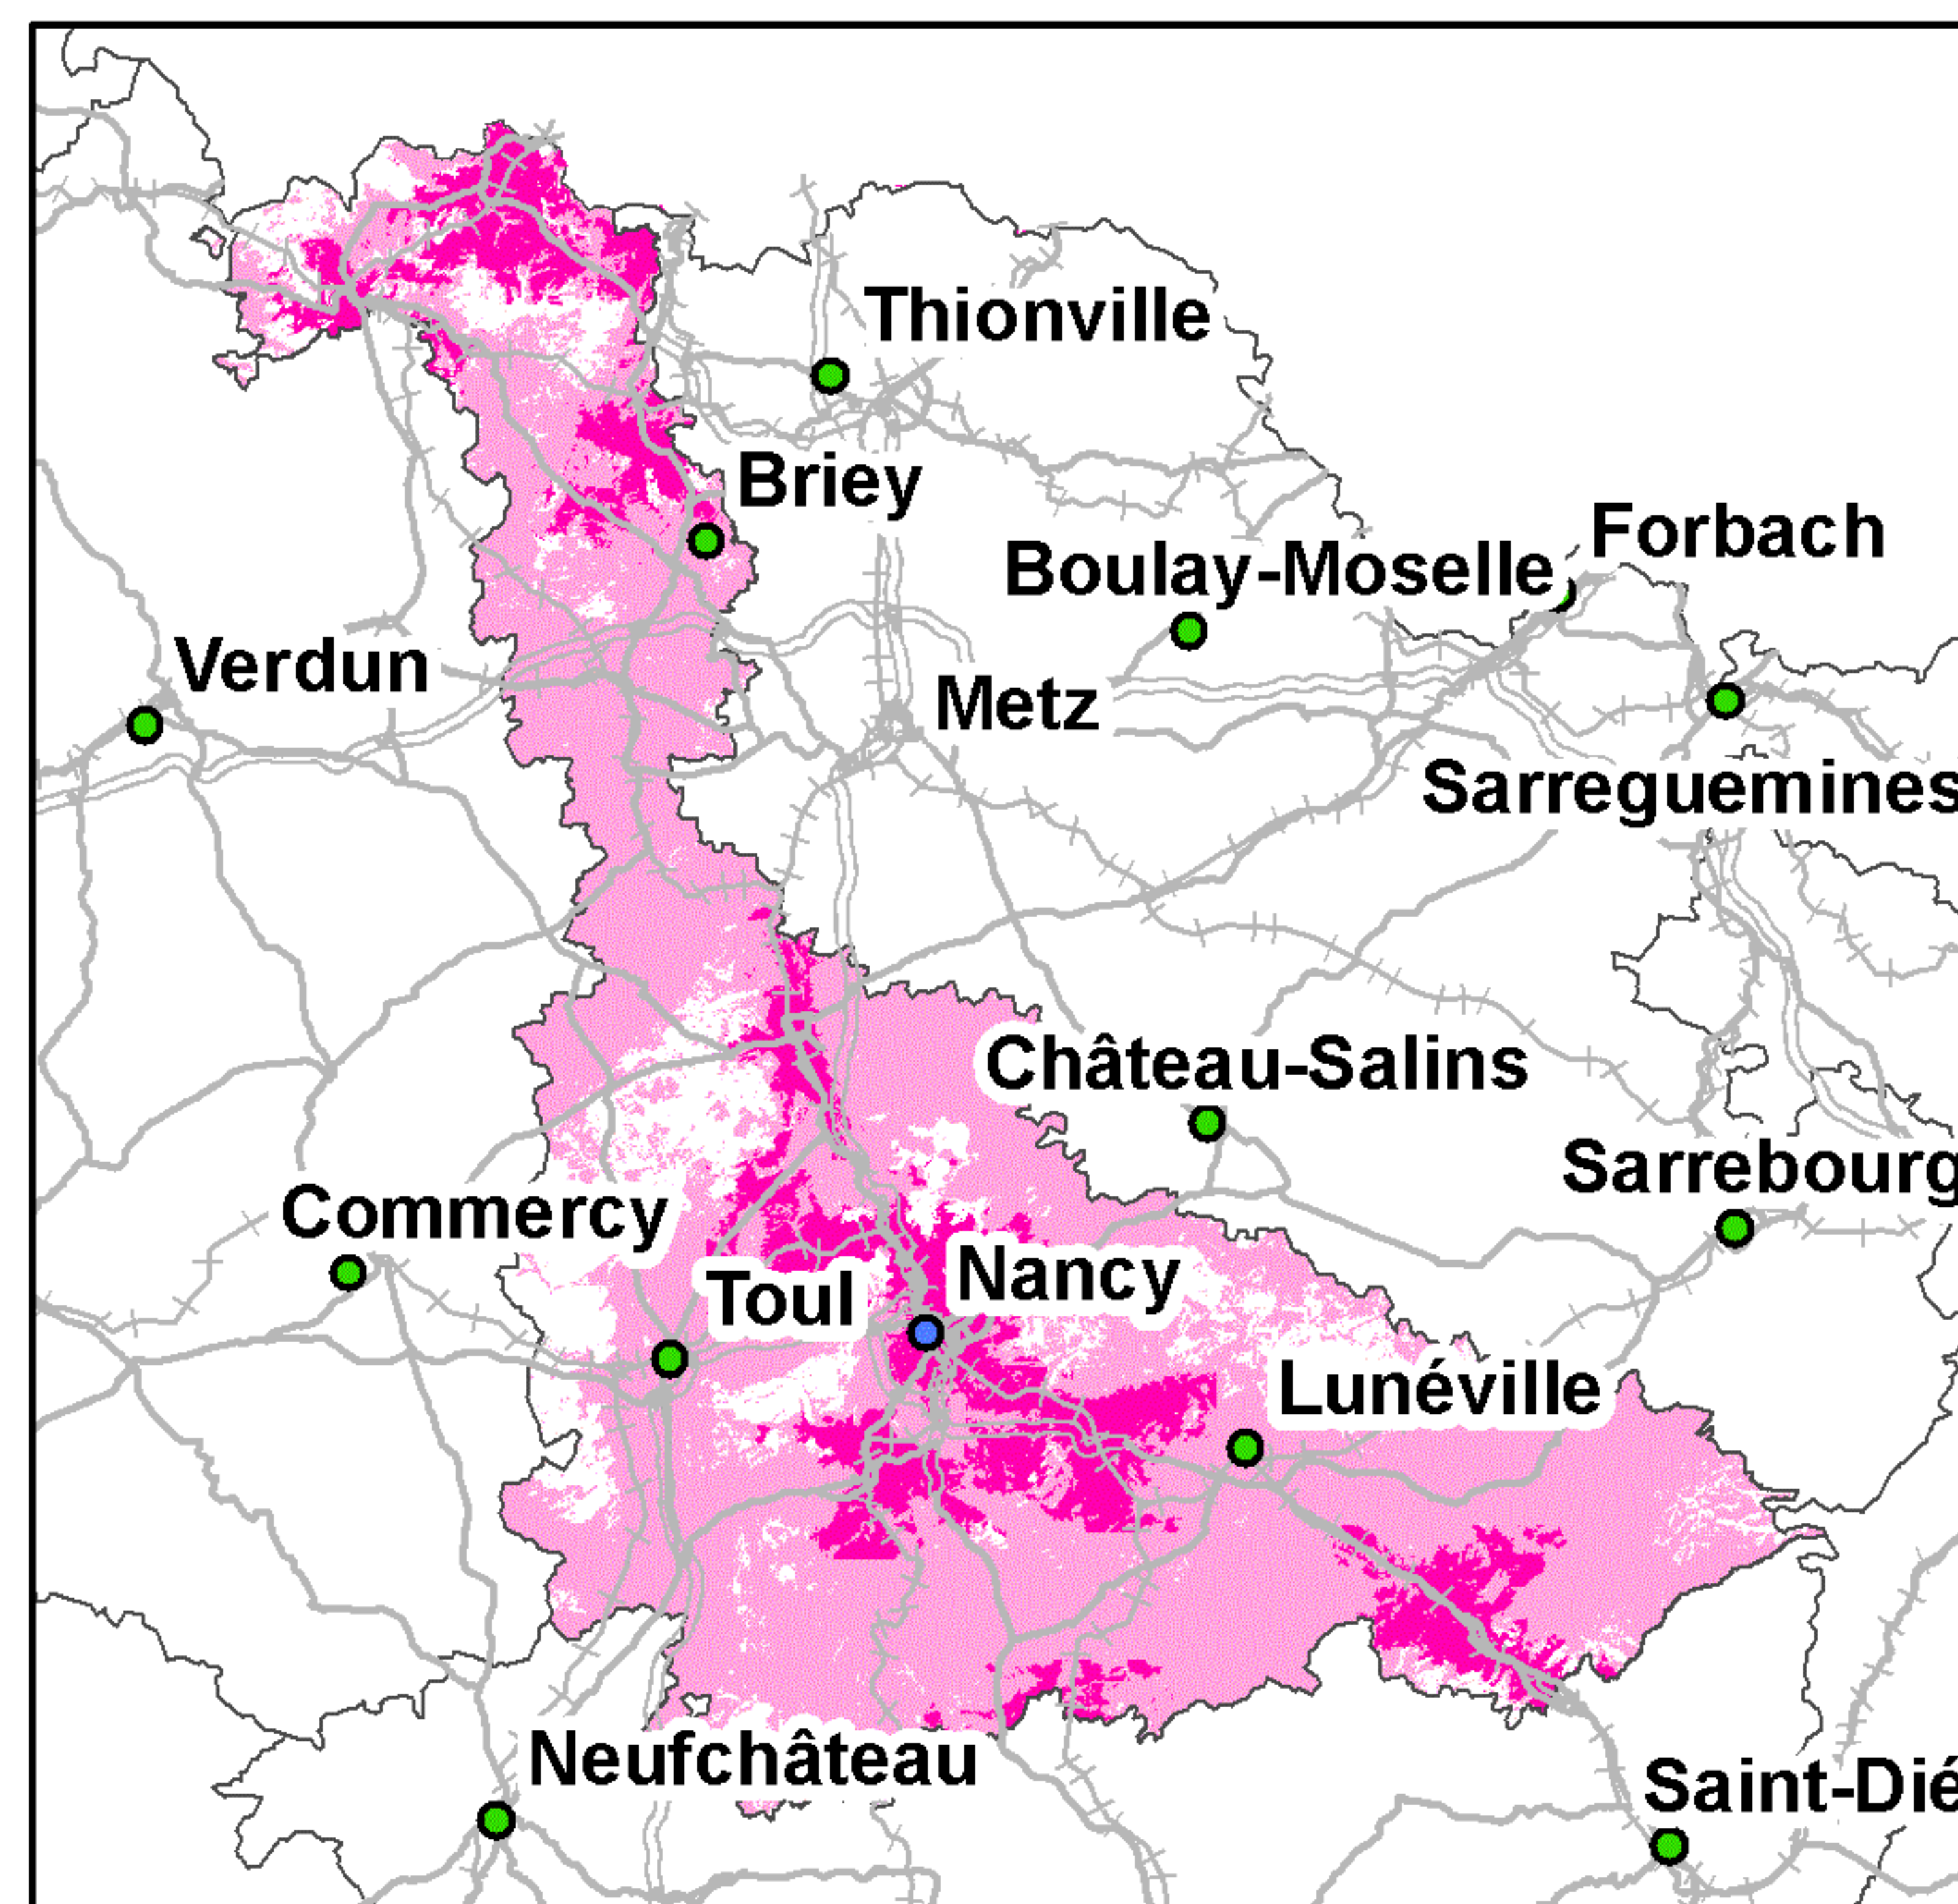 Thionville
Briey
Forbach
Boulay-Moselle
Verdun
Metz
Sarreguemines
Château-Salins
Sarrebourg
Commercy
Nancy
Toul
Lunéville
Neufchâteau
Saint-Dié